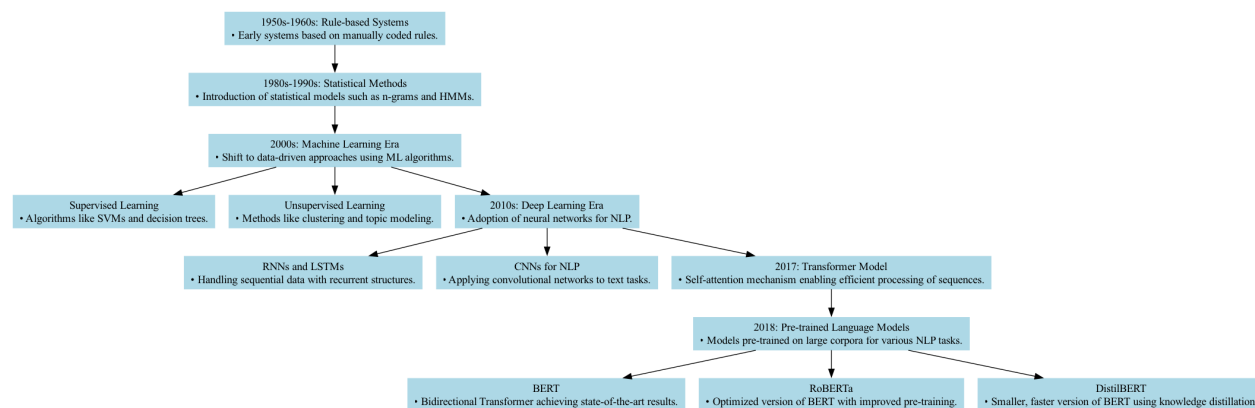 1950s-1960s: Rule-based Systems
• Early systems based on manually coded rules.
1980s-1990s: Statistical Methods
• Introduction of statistical models such as n-grams and HMMs.
2000s: Machine Learning Era
• Shift to data-driven approaches using ML algorithms.
Supervised Learning
• Algorithms like SVMs and decision trees.
Unsupervised Learning
• Methods like clustering and topic modeling.
2010s: Deep Learning Era
• Adoption of neural networks for NLP.
RNNs and LSTMs
• Handling sequential data with recurrent structures.
CNNs for NLP
• Applying convolutional networks to text tasks.
2017: Transformer Model
• Self-attention mechanism enabling efficient processing of sequences.
2018: Pre-trained Language Models
• Models pre-trained on large corpora for various NLP tasks.
BERT
• Bidirectional Transformer achieving state-of-the-art results.
RoBERTa
• Optimized version of BERT with improved pre-training.
DistilBERT
• Smaller, faster version of BERT using knowledge distillation